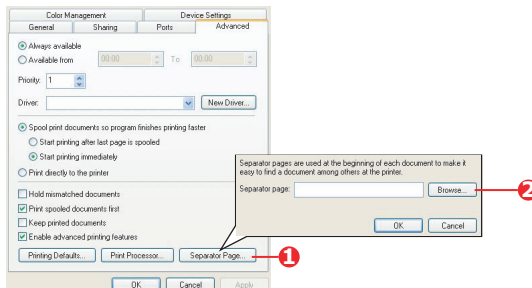 Color Management Device Settings
General Sharing Ports Advanced
Always available
Available from 00:00 To 00:00
Priority: 1
Driver: New Driver...
Spool print documents so program finishes printing faster
Start printing after last page is spooled
Start printing immediately
Print directly to the printer
Hold mismatched documents
Print spooled documents first
Keep printed documents
Enable advanced printing features
Printing Defaults... Print Processor... Separator Page... 1
OK Cancel Apply
Separator pages are used at the beginning of each document to make it
easy to find a document among others at the printer.
Separator page: Browse... 2
OK Cancel